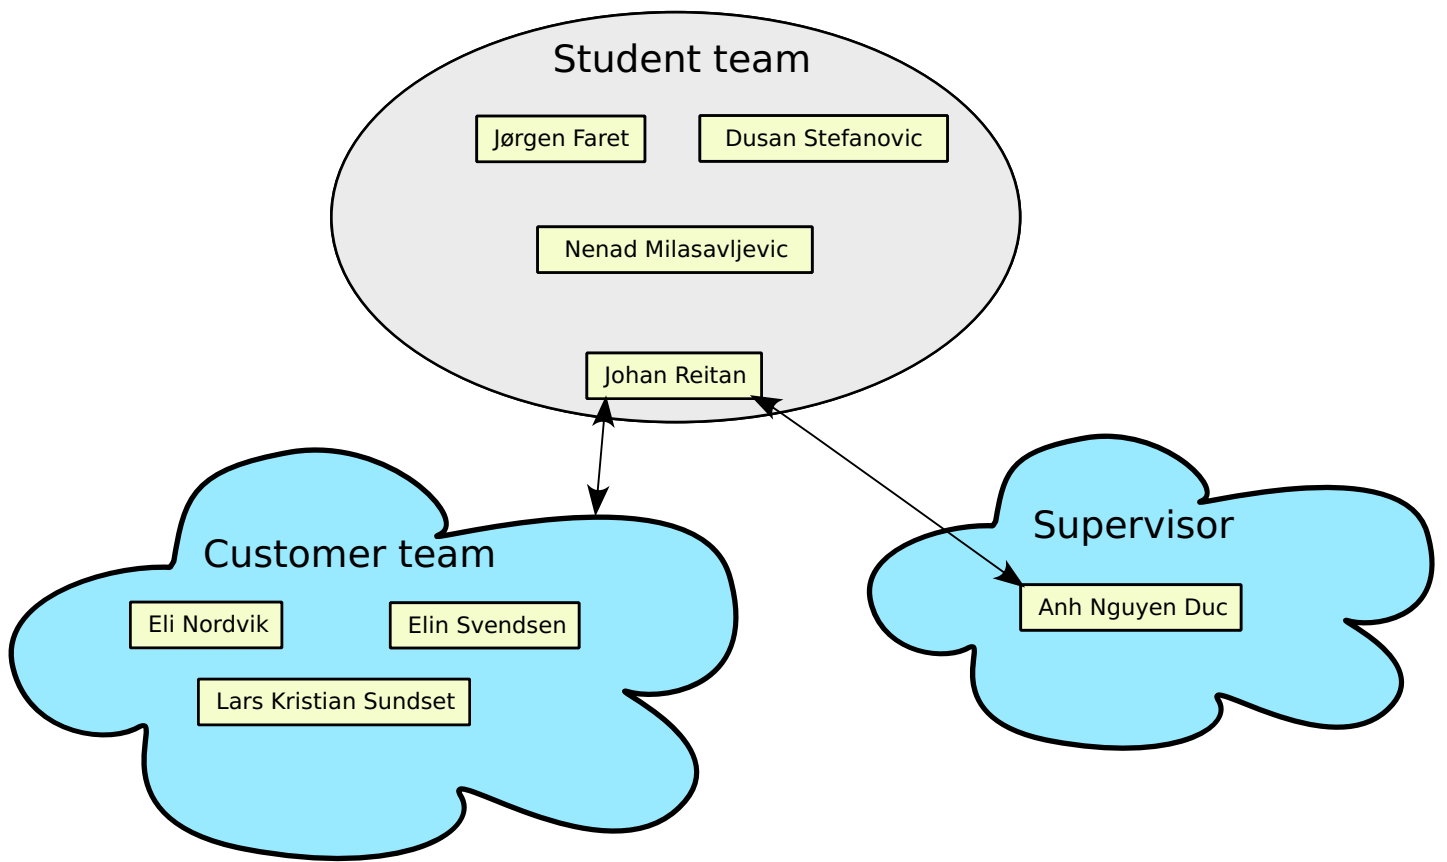 Student team
Jørgen Faret
Dusan Stefanovic
Nenad Milasavljevic
Johan Reitan
Customer team
Eli Nordvik
Elin Svendsen
Lars Kristian Sundset
Supervisor
Anh Nguyen Duc